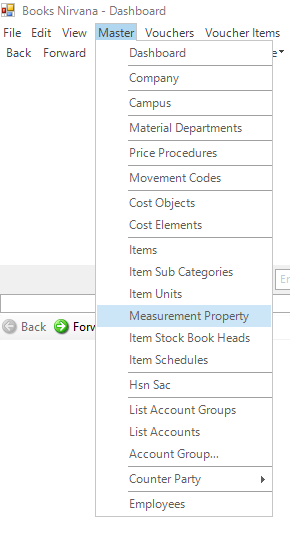 Books Nirvana - Dashboard
File Edit View Master Vouchers Voucher Items
Back Forward
Dashboard
Company
Campus
Material Departments
Price Procedures
Movement Codes
Cost Objects
Cost Elements
Items
Item Sub Categories
Item Units
Measurement Property
Item Stock Book Heads
Item Schedules
Hsn Sac
List Account Groups
List Accounts
Account Group...
Counter Party
Employees
Back